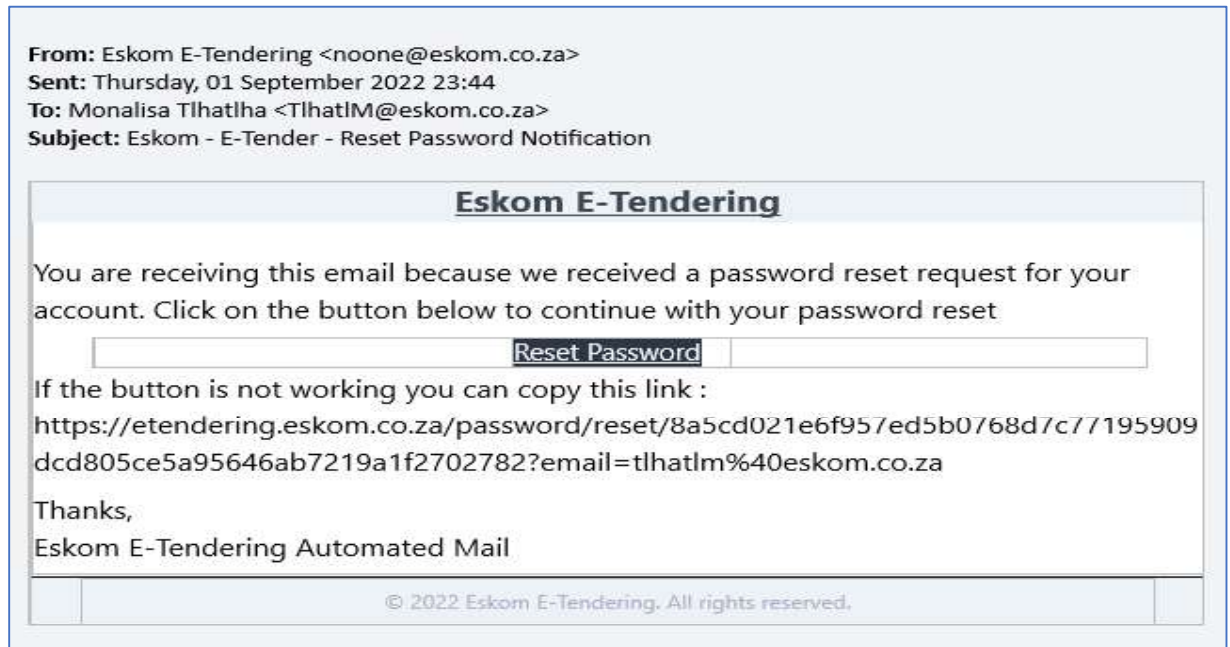 From: Eskom E-Tendering <noone@eskom.co.za>
Sent: Thursday, 01 September 2022 23:44
To: Monalisa Tlhatlha <TlhatlM@eskom.co.za>
Subject: Eskom - E-Tender - Reset Password Notification
Eskom E-Tendering
You are receiving this email because we received a password reset request for your
account. Click on the button below to continue with your password reset
Reset Password
If the button is not working you can copy this link :
https://etendering.eskom.co.za/password/reset/8a5cd021e6f957ed5b0768d7c77195909
dcd805ce5a95646ab7219a1f2702782?email=tlhatlm%40eskom.co.za
Thanks,
Eskom E-Tendering Automated Mail
© 2022 Eskom E-Tendering. All rights reserved.